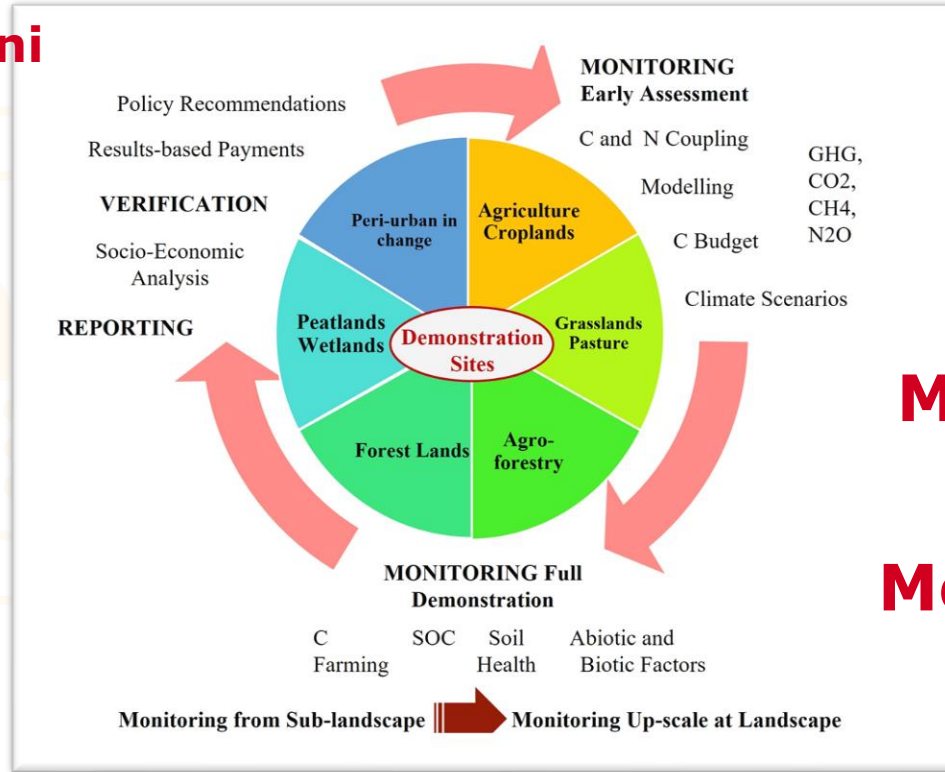 ni
MONITORING
Early Assessment
Policy Recommendations
C and N Coupling
Results-based Payments
GHG,
CO2,
CH4,
N2O
Modelling
VERIFICATION
C Budget
Socio-Economic
Analysis
Climate Scenarios
REPORTING
Peri-urban in
change
Agriculture
Croplands
Peatlands
Wetlands
Demonstration
Sites
Grasslands
Pasture
Forest Lands
Agro-
forestry
M
MONITORING Full
Demonstration
Mo
C
Farming
SOC
Soil
Health
Abiotic and
Biotic Factors
Monitoring from Sub-landscape
Monitoring Up-scale at Landscape